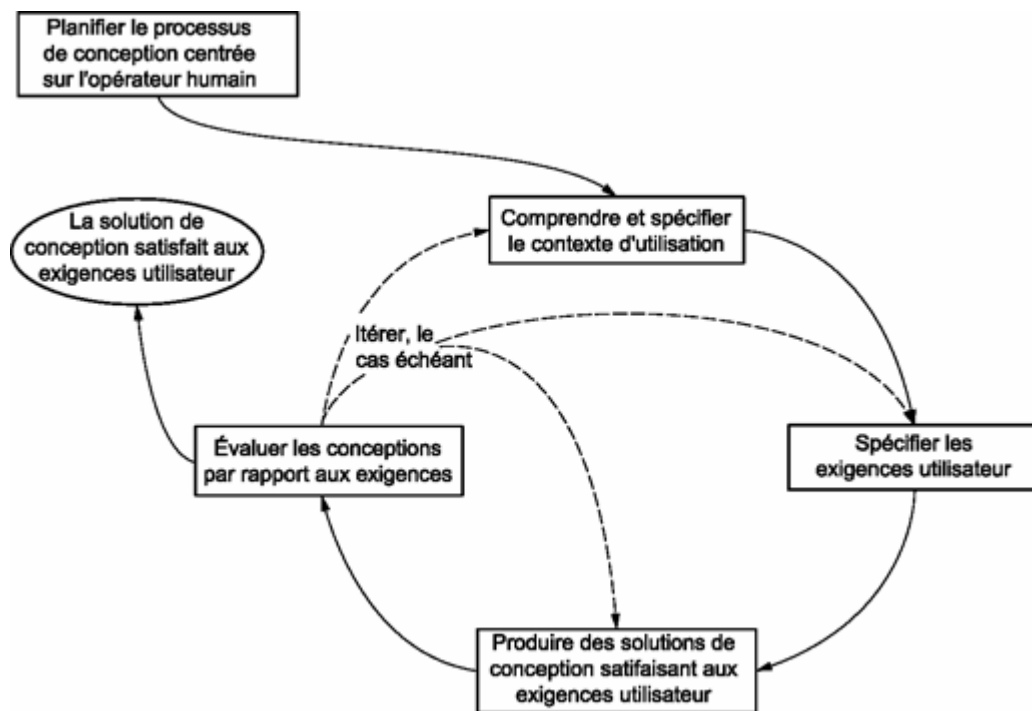 Planifier le processus
de conception centrée
sur l'opérateur humain
La solution de
conception satisfait aux
exigences utilisateur
Comprendre et spécifier
le contexte d'utilisation
Itérer, le
cas échéant
Évaluer les conceptions
par rapport aux exigences
Spécifier les
exigences utilisateur
Produire des solutions de
conception satifaisant aux
exigences utilisateur